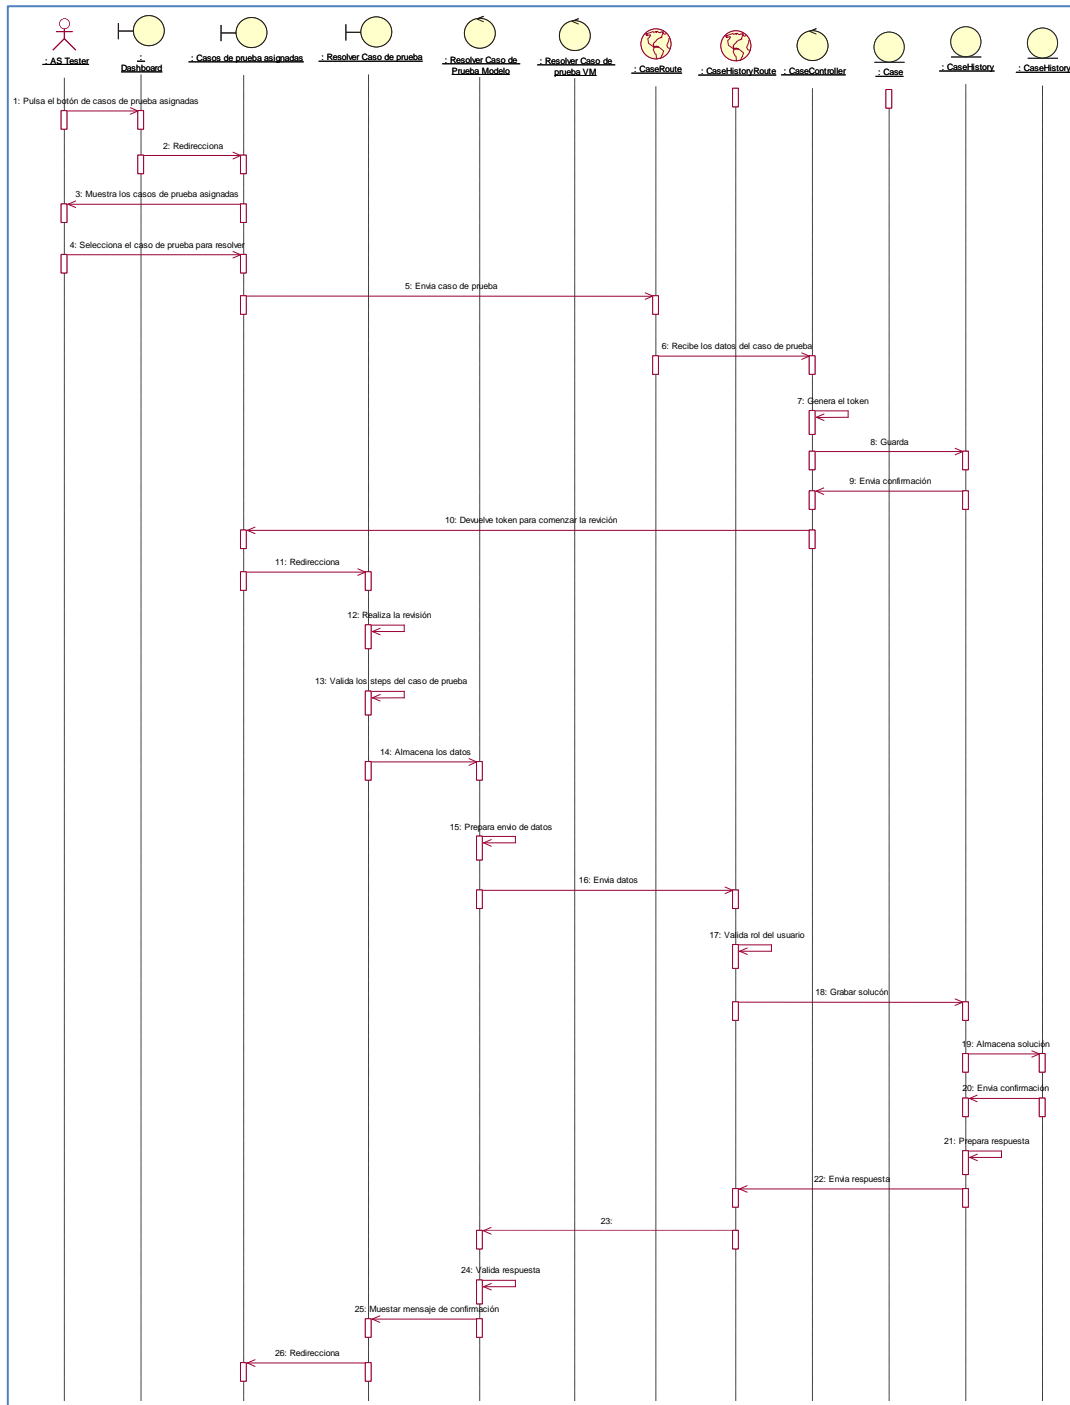 : AS Tester
:
Dashboard
: Casos de prueba asignadas
: Resolver Caso de prueba
: Resolver Caso de
Prueba Modelo
: Resolver Caso de
prueba VM
: CaseRoute
: CaseHistoryRoute
: CaseController
: Case
: CaseHistory
: CaseHistory
1: Pulsa el botón de casos de prueba asignadas
2: Redirecciona
3: Muestra los casos de prueba asignadas
4: Selecciona el caso de prueba para resolver
5: Envia caso de prueba
6: Recibe los datos del caso de prueba
7: Genera el token
8: Guarda
9: Envia confirmación
10: Devuelve token para comenzar la revición
11: Redirecciona
12: Realiza la revisión
13: Valida los steps del caso de prueba
14: Almacena los datos
15: Prepara envio de datos
16: Envia datos
17: Valida rol del usuario
18: Grabar solucón
19: Almacena solución
20: Envia confirmación
21: Prepara respuesta
22: Envia respuesta
23:
24: Valida respuesta
25: Muestar mensaje de confirmación
26: Redirecciona